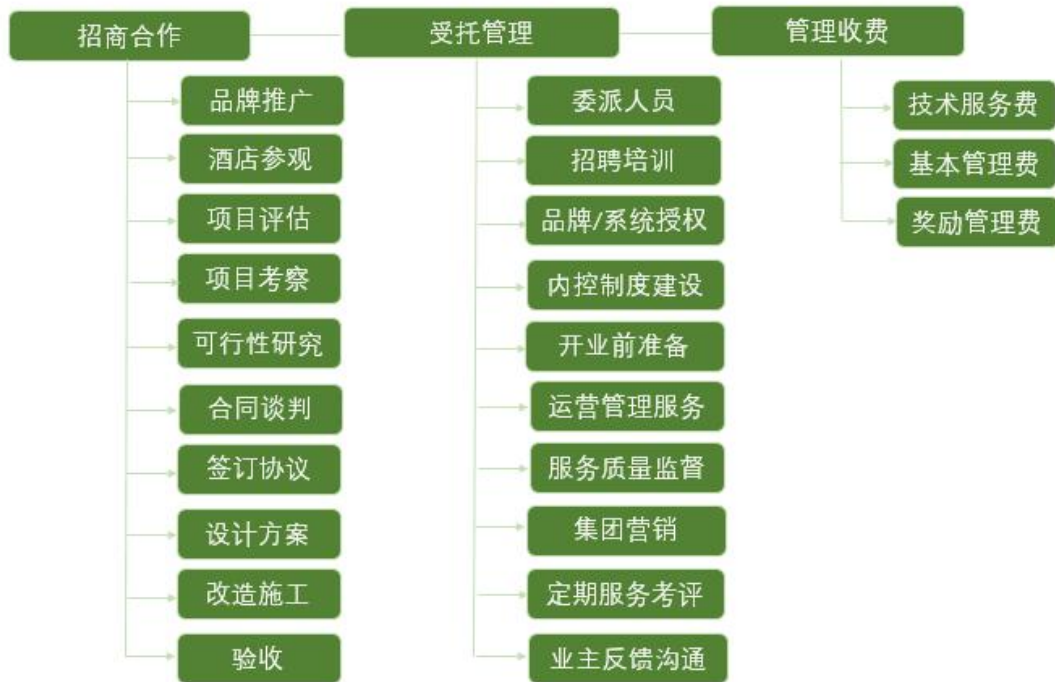 招商合作
受托管理
管理收费
品牌推广
酒店参观
项目评估
项目考察
可行性研究
合同谈判
签订协议
设计方案
改造施工
验收
委派人员
招聘培训
品牌/系统授权
内控制度建设
开业前准备
运营管理服务
服务质量监督
集团营销
定期服务考评
业主反馈沟通
技术服务费
基本管理费
奖励管理费